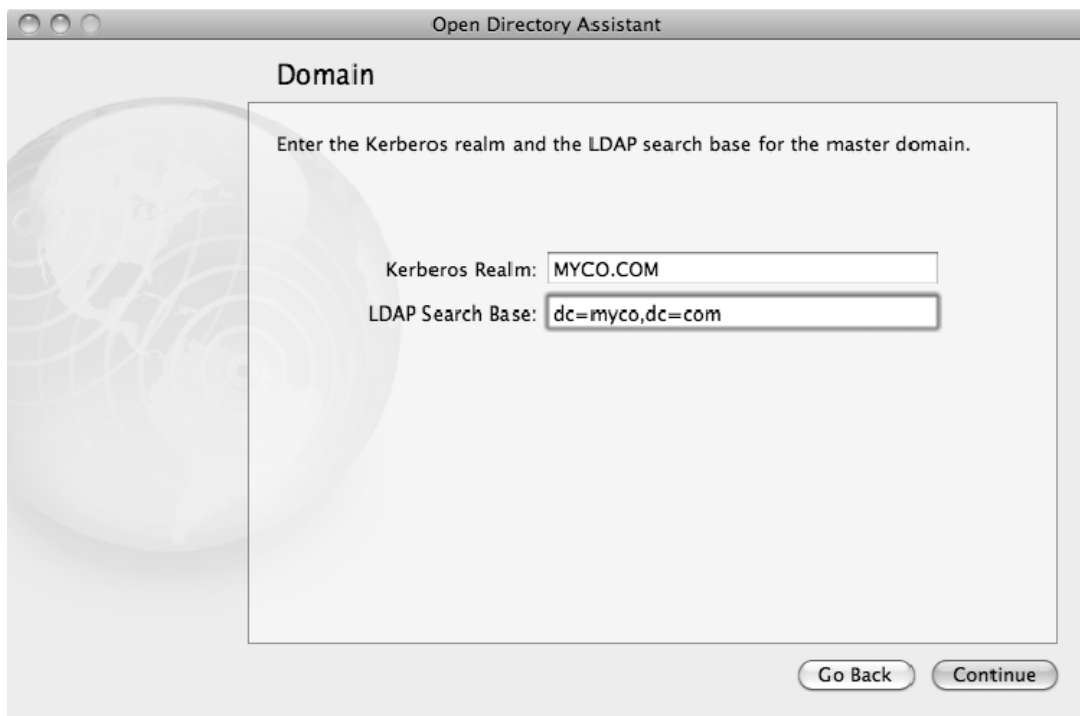 Open Directory Assistant
Domain
Enter the Kerberos realm and the LDAP search base for the master domain.
Kerberos Realm: MYCO.COM
LDAP Search Base: dc=myco,dc=com
Go Back Continue